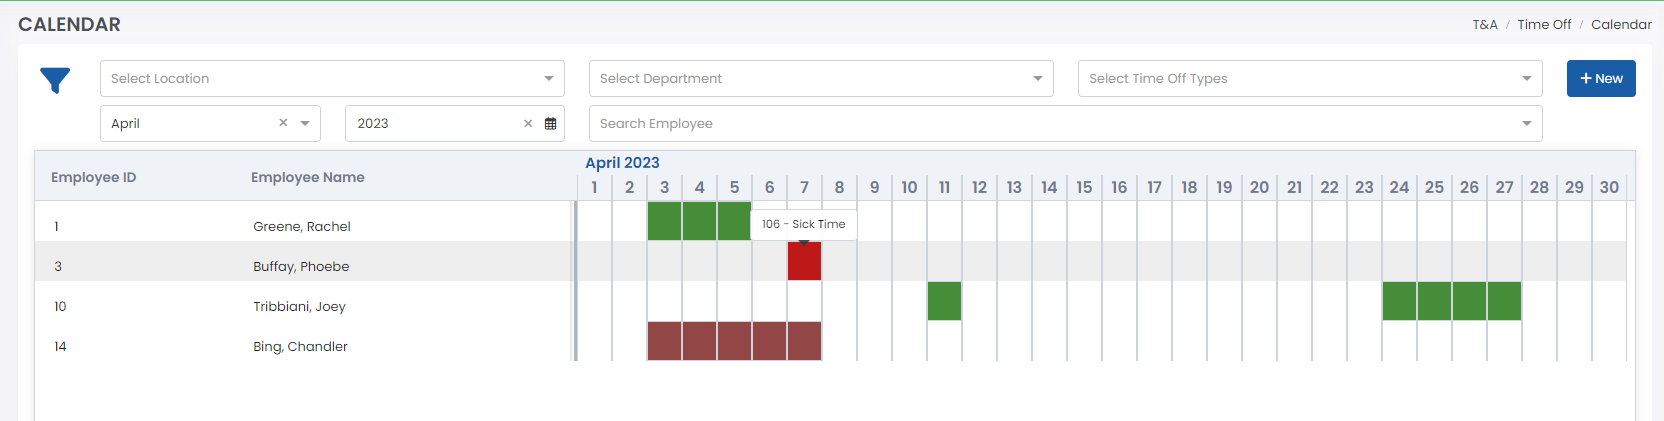 CALENDAR
T&A / Time Off / Calendar
Select Location
Select Department
Select Time Off Types
+ New
April ×
2023 ×
Search Employee
Employee ID
Employee Name
April 2023
1 2 3 4 5 6 7 8 9 10 11 12 13 14 15 16 17 18 19 20 21 22 23 24 25 26 27 28 29 30
1 Greene, Rachel
106 - Sick Time
3 Buffay, Phoebe
10 Tribbiani, Joey
14 Bing, Chandler